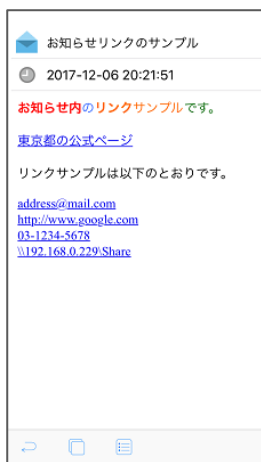 お知らせリンクのサンプル
2017-12-06 20:21:51
お知らせ内のリンクサンプルです。
東京都の公式ページ
リンクサンプルは以下のとおりです。
address@mail.com
http://www.google.com
03-1234-5678
\\192.168.0.229\Share